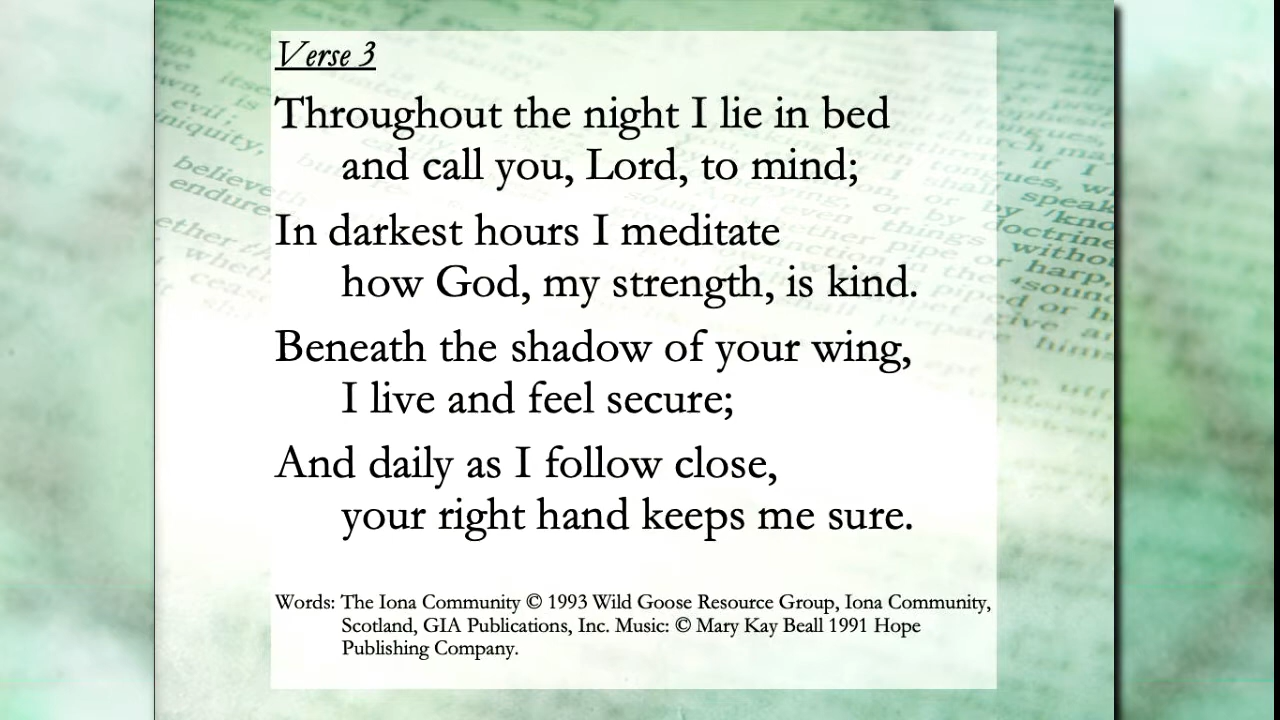 Verse 3
Throughout the night I lie in bed
and call you, Lord, to mind;
In darkest hours I meditate
how God, my strength, is kind.
Beneath the shadow of your wing,
I live and feel secure;
And daily as I follow close,
your right hand keeps me sure.
Words: The Iona Community © 1993 Wild Goose Resource Group, Iona Community,
Scotland, GIA Publications, Inc. Music: © Mary Kay Beall 1991 Hope
Publishing Company.